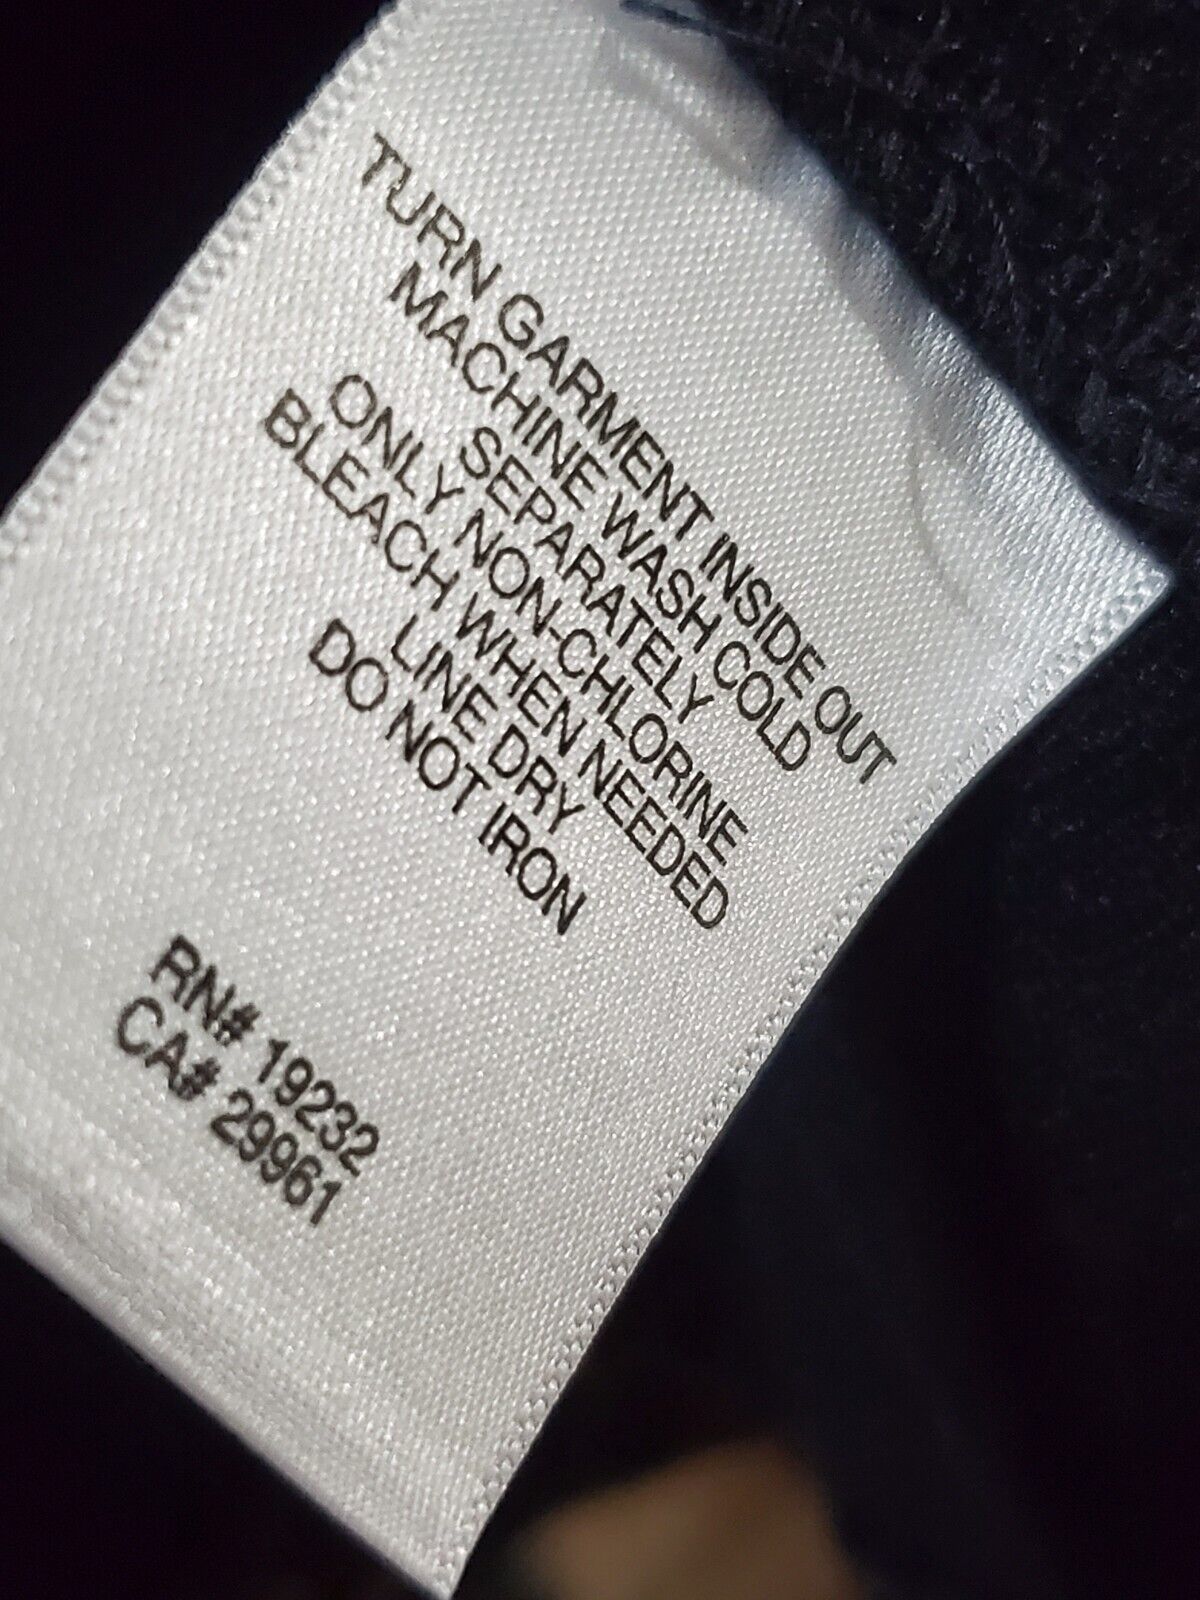 TURN GARMENT INSIDE OUT
MACHINE WASH COLD
SEPARATELY
ONLY NON-CHLORINE
BLEACH WHEN NEEDED
LINE DRY
DO NOT IRON
RN# 19232
CA# 29961